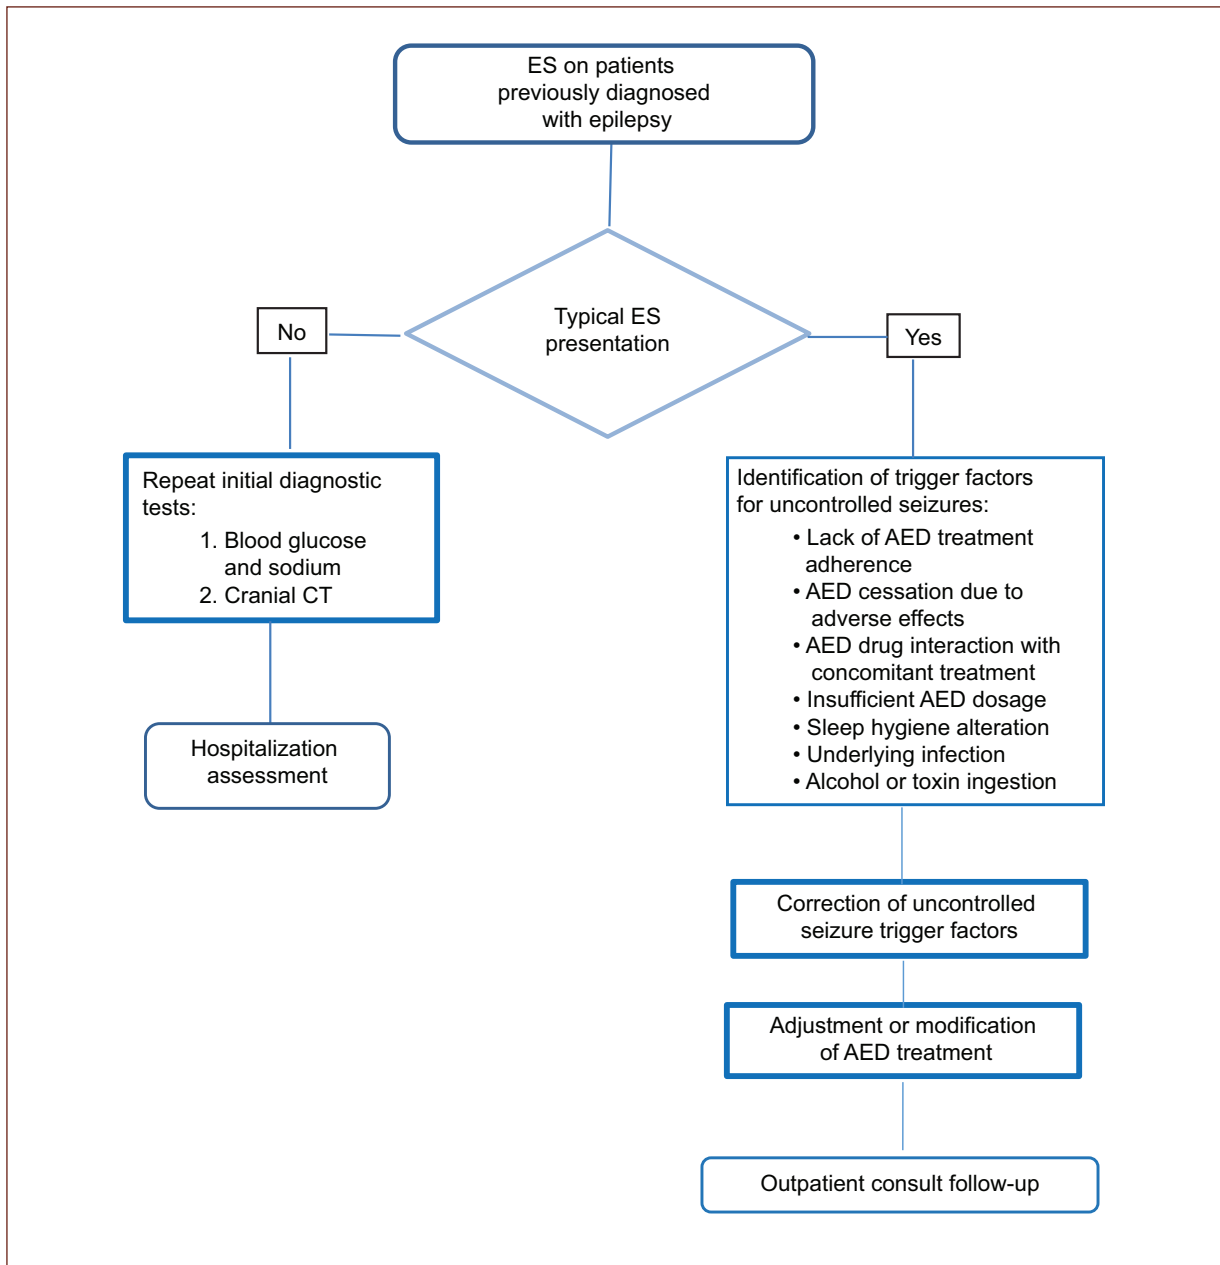 ES on patients
previously diagnosed
with epilepsy
Typical ES
presentation
No
Yes
Repeat initial diagnostic
tests:
1. Blood glucose
and sodium
2. Cranial CT
Hospitalization
assessment
Identification of trigger factors
for uncontrolled seizures:
• Lack of AED treatment
adherence
• AED cessation due to
adverse effects
• AED drug interaction with
concomitant treatment
• Insufficient AED dosage
• Sleep hygiene alteration
• Underlying infection
• Alcohol or toxin ingestion
Correction of uncontrolled
seizure trigger factors
Adjustment or modification
of AED treatment
Outpatient consult follow-up